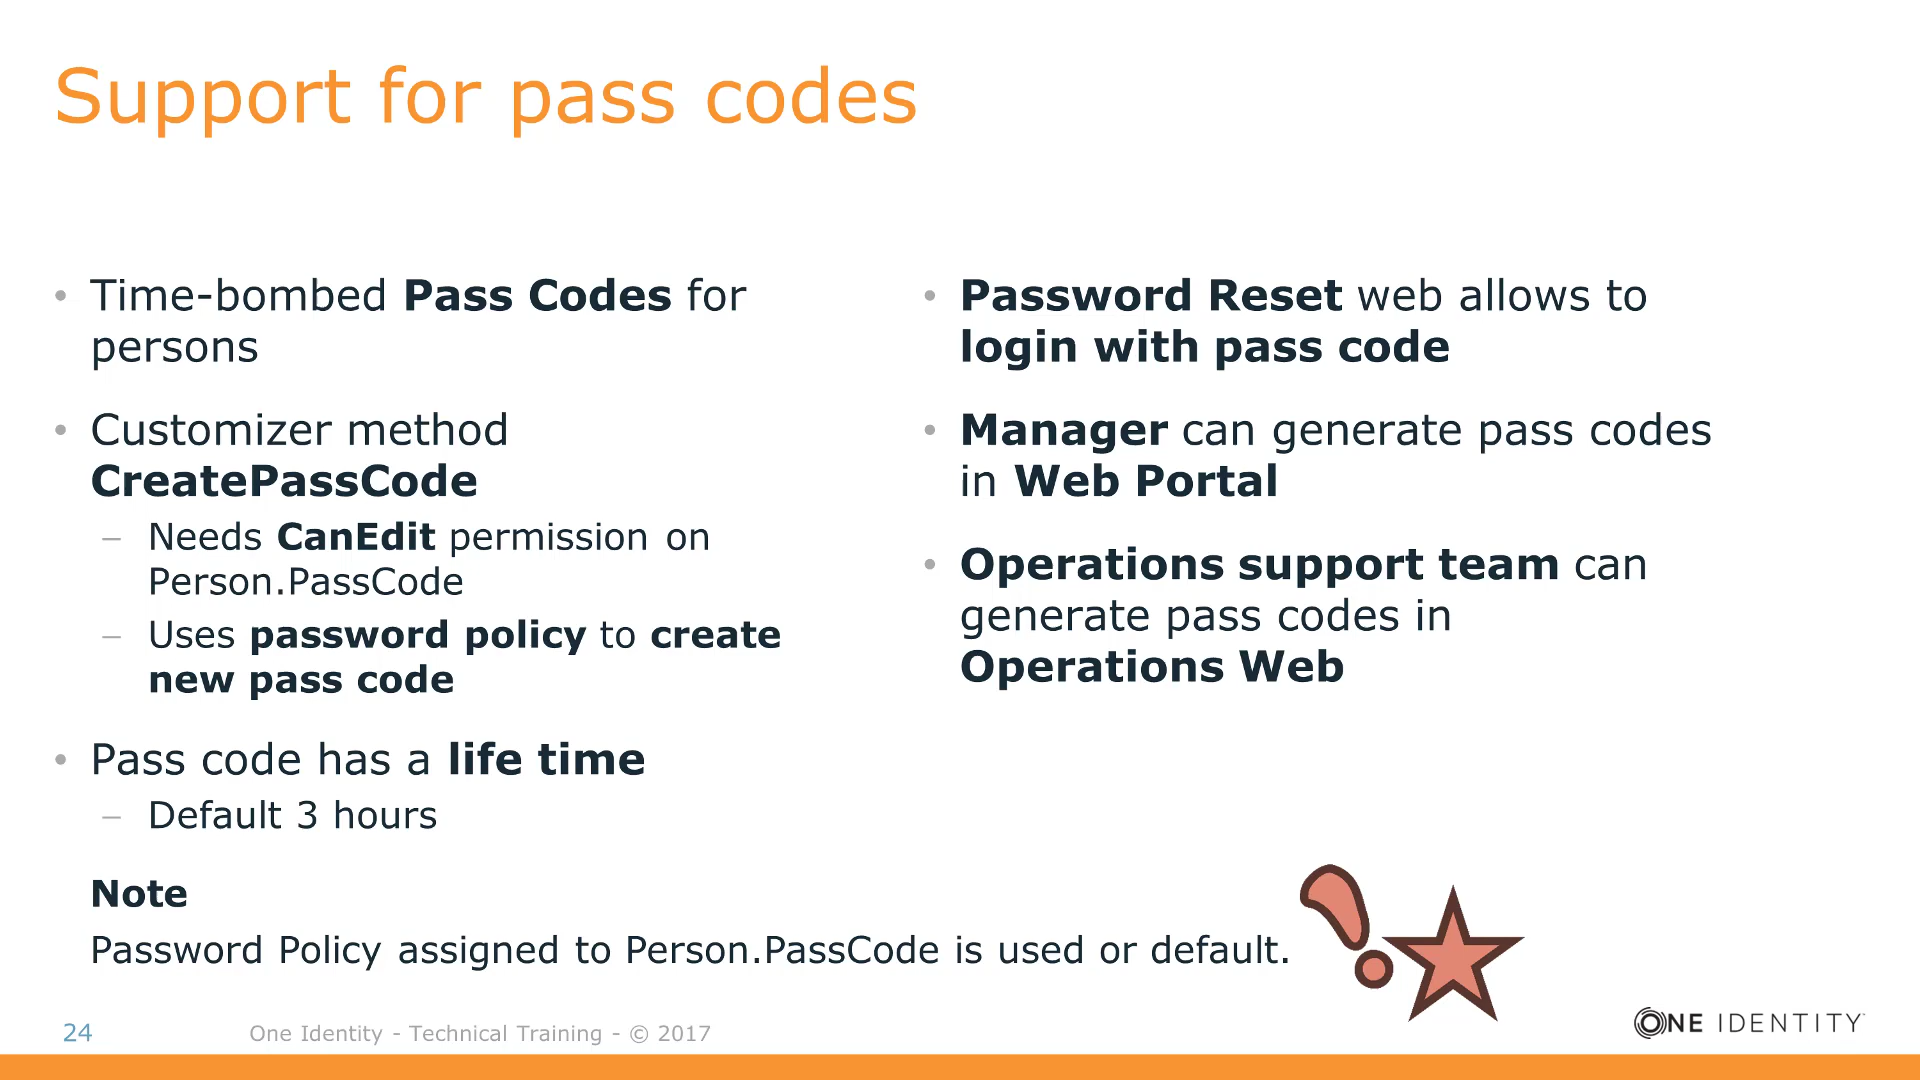 Support for pass codes
• Time-bombed Pass Codes for
persons
• Customizer method
CreatePassCode
– Needs CanEdit permission on
Person.PassCode
– Uses password policy to create
new pass code
• Pass code has a life time
– Default 3 hours
Note
Password Policy assigned to Person.PassCode is used or default.
• Password Reset web allows to
login with pass code
• Manager can generate pass codes
in Web Portal
• Operations support team can
generate pass codes in
Operations Web
24
One Identity - Technical Training - © 2017
ONE IDENTITY™